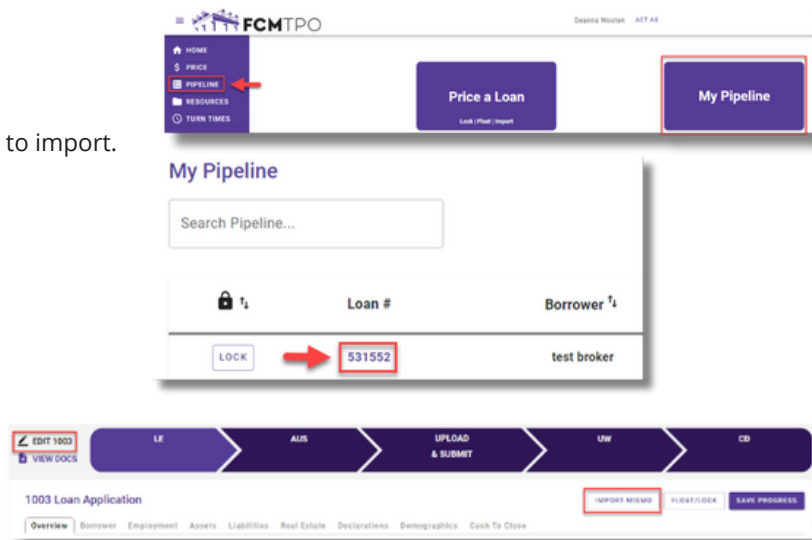 FCMTPO
Deanna Wooten ACT AS
HOME
PRICE
PIPELINE
RESOURCES
TURN TIMES
Price a Loan
Lock | Float | Import
My Pipeline
to import.
My Pipeline
Search Pipeline...
Loan # Borrower
LOCK 531552 test broker
EDIT 1003
VIEW DOCS
LE AUS UPLOAD & SUBMIT UW CD
1003 Loan Application
IMPORT MISMO FLOAT/LOCK SAVE PROGRESS
Overview Borrower Employment Assets Liabilities Real Estate Declarations Demographics Cash To Close